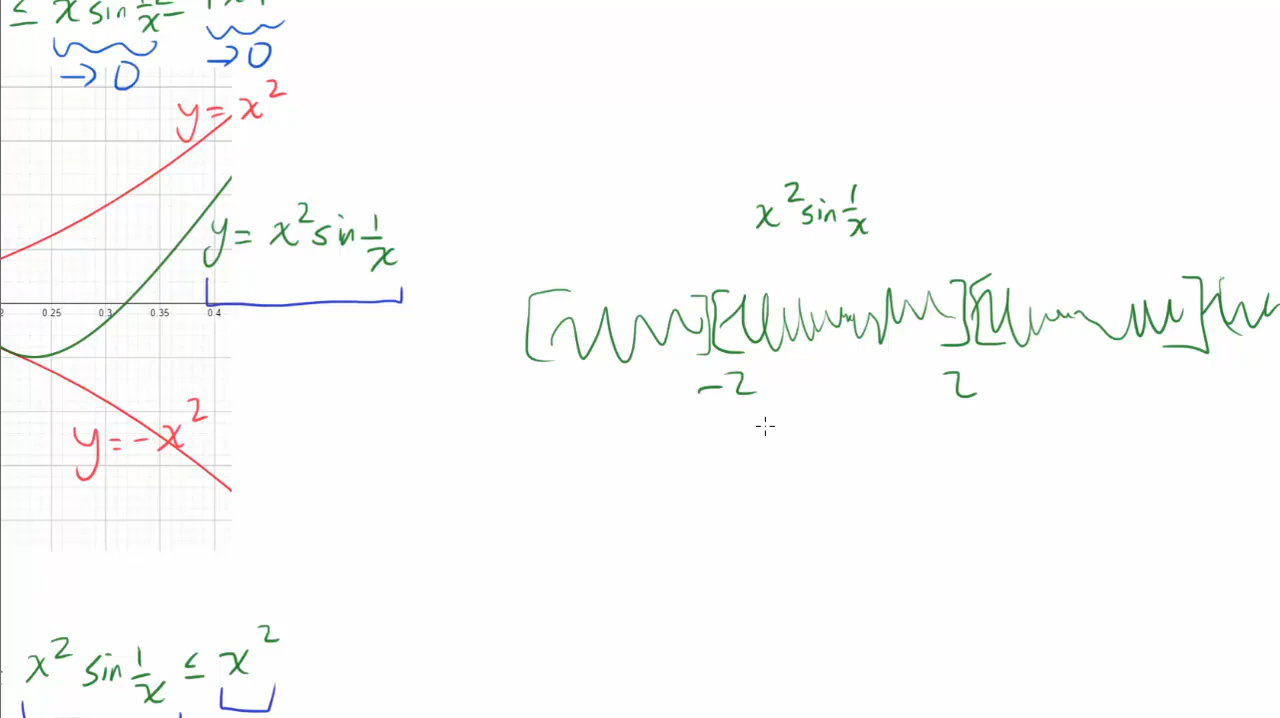 ≤ x sin 1/x ≤
→ 0 → 0
y = x²
y = x² sin 1/x
0.25 0.3 0.35 0.4
y = -x²
x² sin 1/x ≤ x²
x² sin 1/x
-2 2